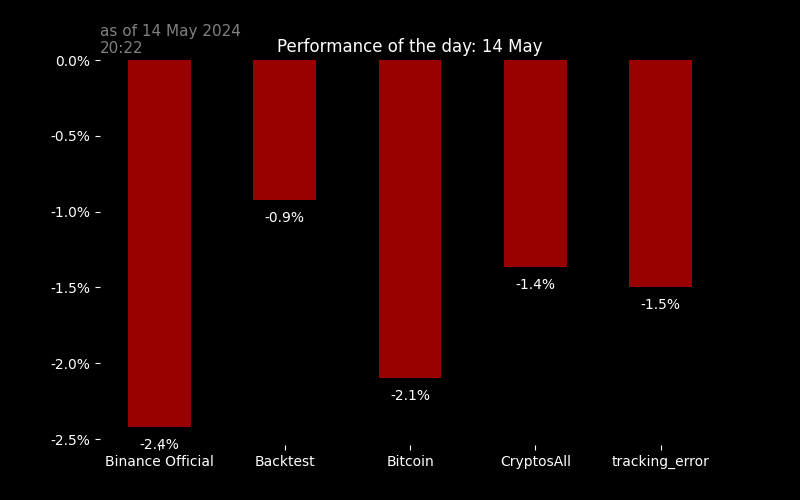 as of 14 May 2024
20:22
Performance of the day: 14 May
0.0%
-0.5%
-1.0%
-1.5%
-2.0%
-2.5%
-2.4%
-0.9%
-2.1%
-1.4%
-1.5%
Binance Official
Backtest
Bitcoin
CryptosAll
tracking_error